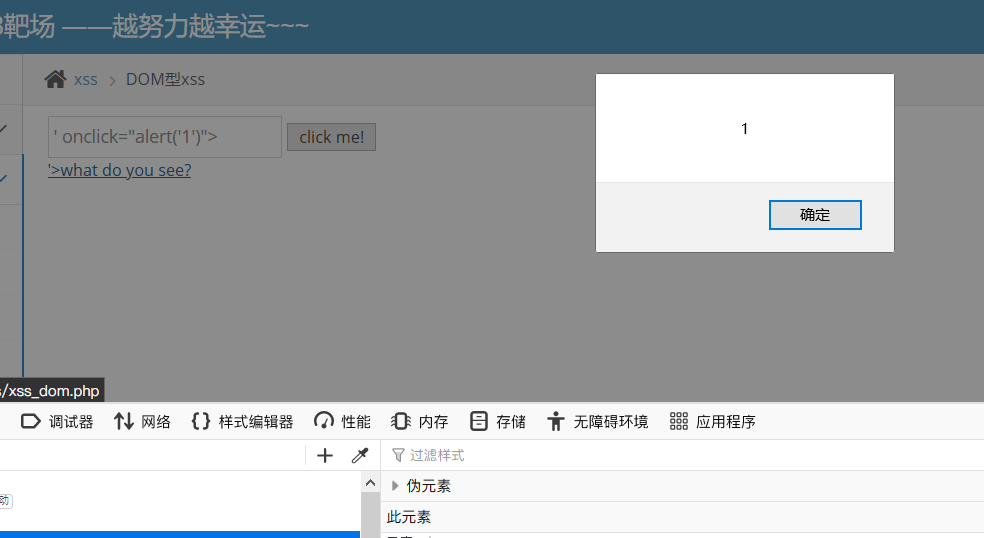 靶场 ——越努力越幸运~~~
xss > DOM型xss
' onclick="alert('1')">
click me!
'>what do you see?
1
确定
/xss_dom.php
调试器 网络 样式编辑器 性能 内存 存储 无障碍环境 应用程序
过滤样式
伪元素
动
此元素